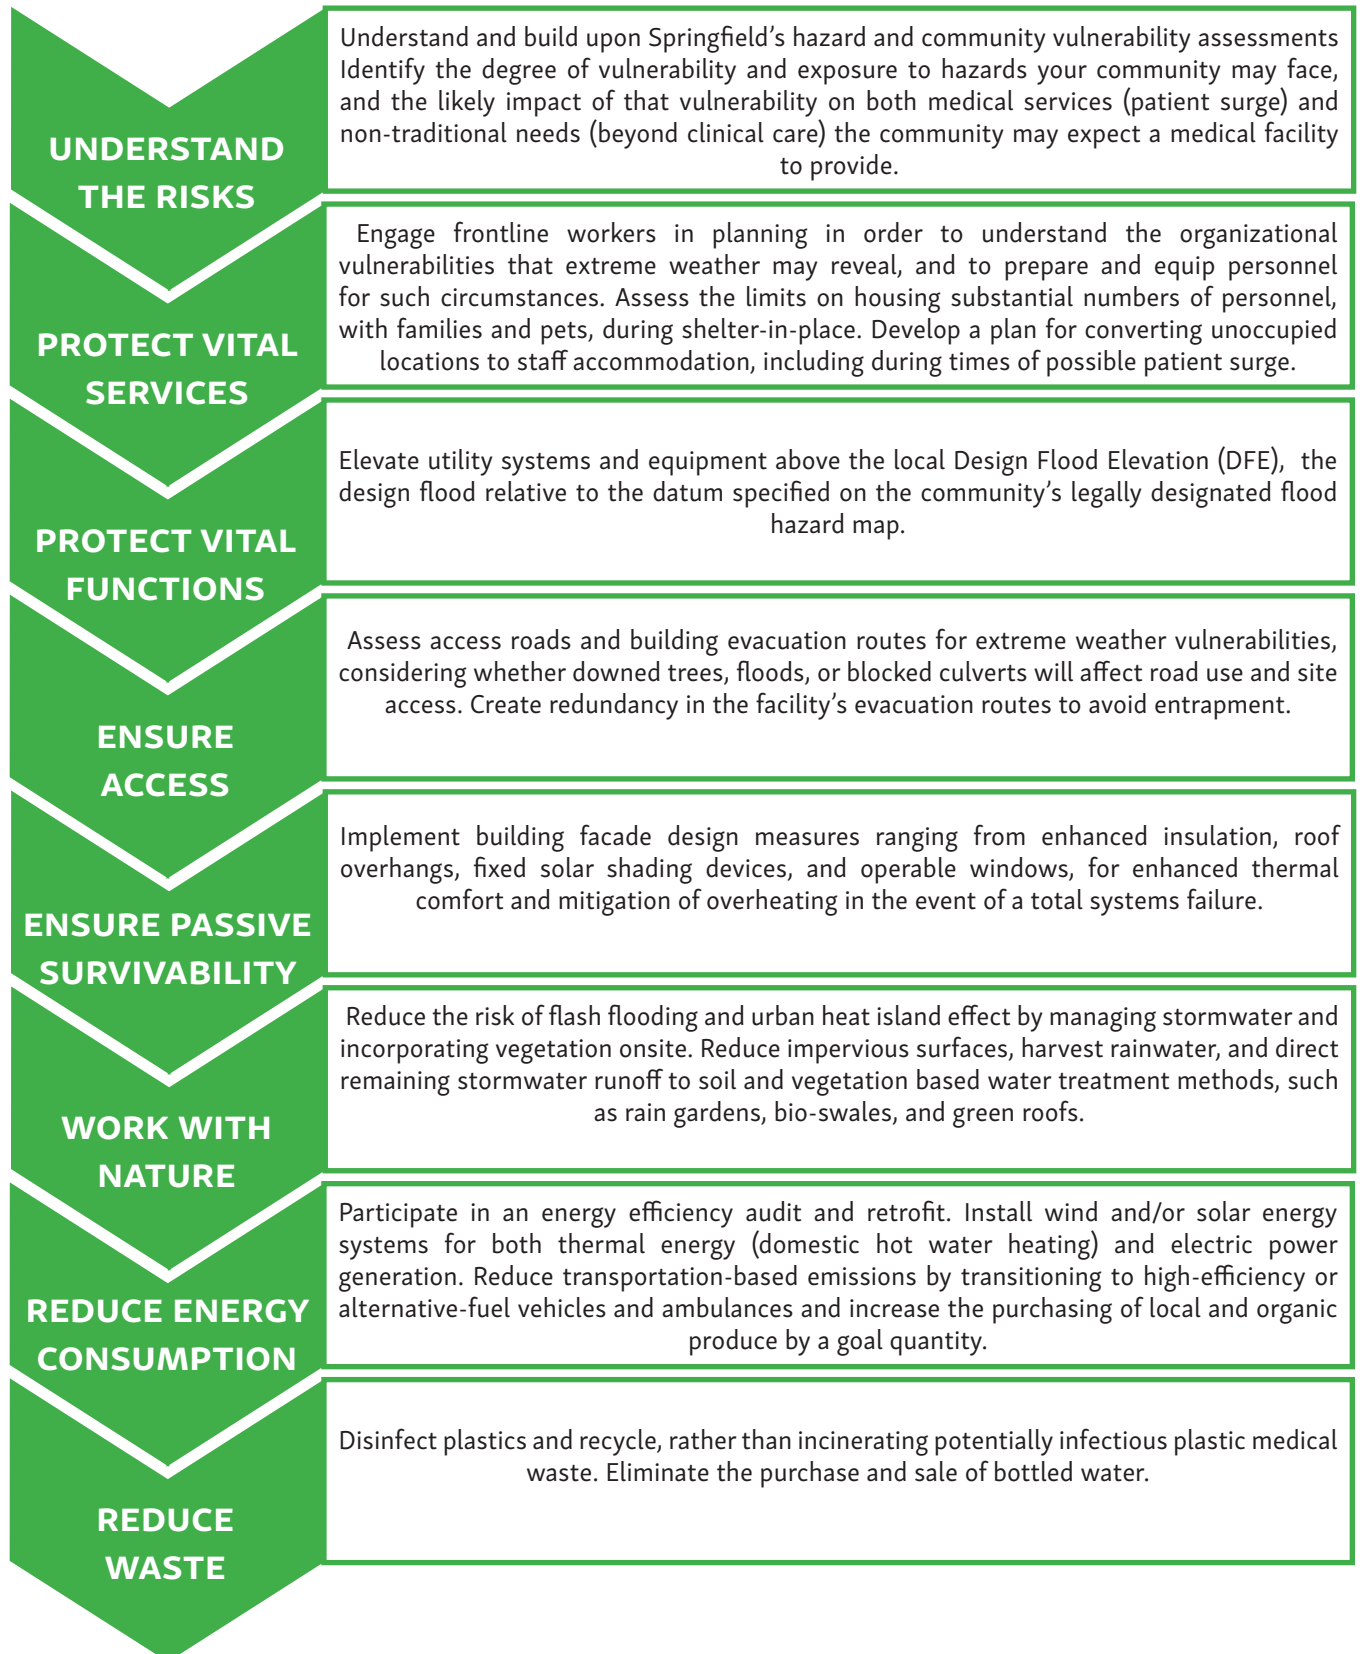 UNDERSTAND
THE RISKS
Understand and build upon Springfield’s hazard and community vulnerability assessments
Identify the degree of vulnerability and exposure to hazards your community may face,
and the likely impact of that vulnerability on both medical services (patient surge) and
non-traditional needs (beyond clinical care) the community may expect a medical facility
to provide.
PROTECT VITAL
SERVICES
Engage frontline workers in planning in order to understand the organizational
vulnerabilities that extreme weather may reveal, and to prepare and equip personnel
for such circumstances. Assess the limits on housing substantial numbers of personnel,
with families and pets, during shelter-in-place. Develop a plan for converting unoccupied
locations to staff accommodation, including during times of possible patient surge.
PROTECT VITAL
FUNCTIONS
Elevate utility systems and equipment above the local Design Flood Elevation (DFE), the
design flood relative to the datum specified on the community’s legally designated flood
hazard map.
ENSURE
ACCESS
Assess access roads and building evacuation routes for extreme weather vulnerabilities,
considering whether downed trees, floods, or blocked culverts will affect road use and site
access. Create redundancy in the facility’s evacuation routes to avoid entrapment.
ENSURE PASSIVE
SURVIVABILITY
Implement building facade design measures ranging from enhanced insulation, roof
overhangs, fixed solar shading devices, and operable windows, for enhanced thermal
comfort and mitigation of overheating in the event of a total systems failure.
WORK WITH
NATURE
Reduce the risk of flash flooding and urban heat island effect by managing stormwater and
incorporating vegetation onsite. Reduce impervious surfaces, harvest rainwater, and direct
remaining stormwater runoff to soil and vegetation based water treatment methods, such
as rain gardens, bio-swales, and green roofs.
REDUCE ENERGY
CONSUMPTION
Participate in an energy efficiency audit and retrofit. Install wind and/or solar energy
systems for both thermal energy (domestic hot water heating) and electric power
generation. Reduce transportation-based emissions by transitioning to high-efficiency or
alternative-fuel vehicles and ambulances and increase the purchasing of local and organic
produce by a goal quantity.
REDUCE
WASTE
Disinfect plastics and recycle, rather than incinerating potentially infectious plastic medical
waste. Eliminate the purchase and sale of bottled water.